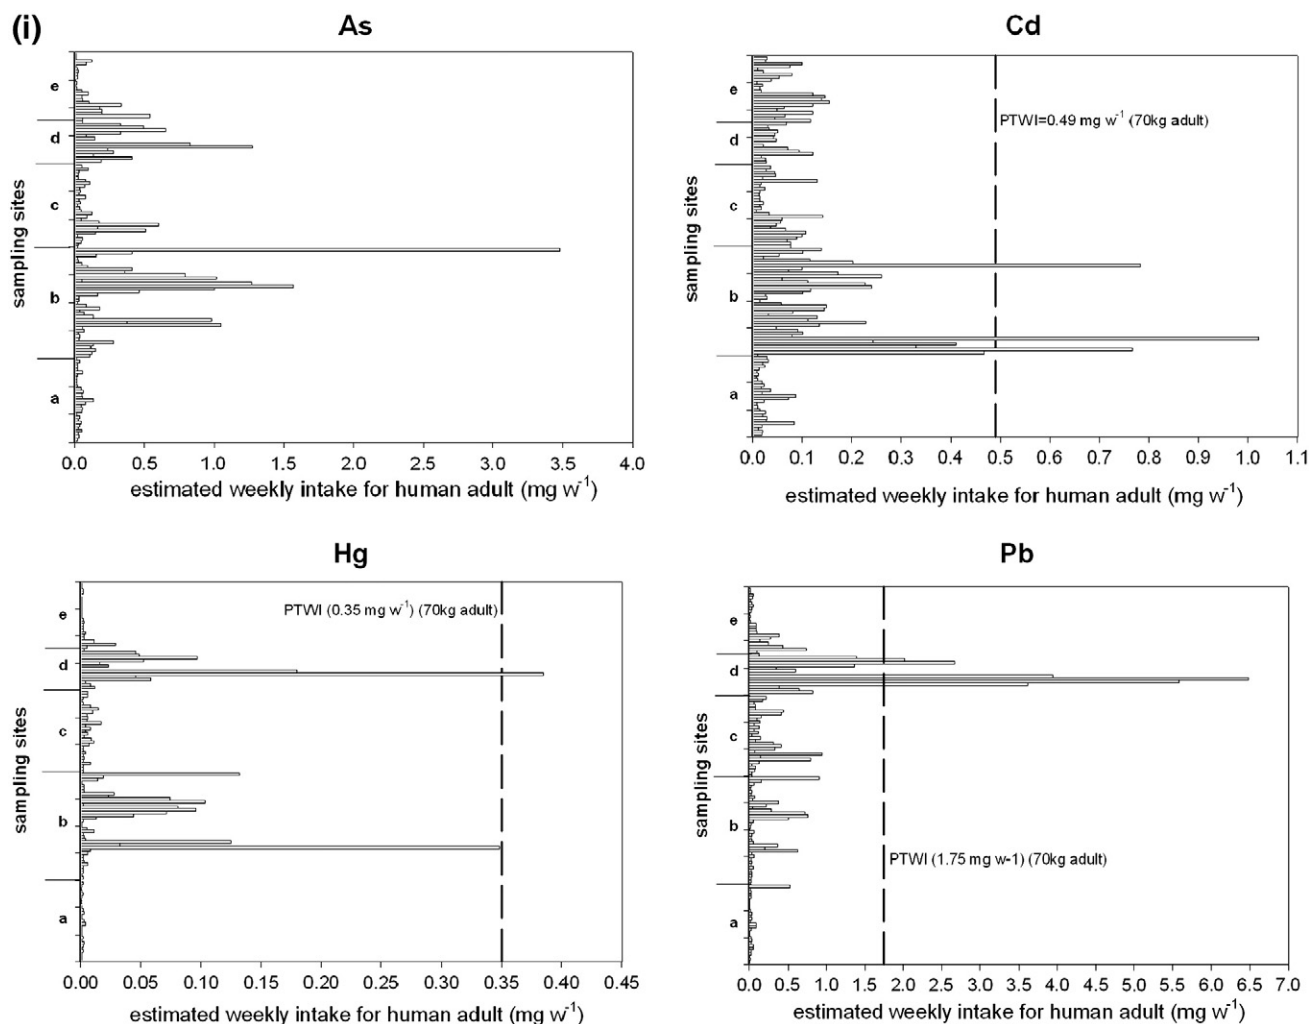 (i)
As
e
d
c
b
a
sampling sites
0.0 0.5 1.0 1.5 2.0 2.5 3.0 3.5 4.0
estimated weekly intake for human adult (mg w⁻¹)
Cd
PTWI=0.49 mg w⁻¹ (70kg adult)
e
d
c
b
a
sampling sites
0.0 0.1 0.2 0.3 0.4 0.5 0.6 0.7 0.8 0.9 1.0 1.1
estimated weekly intake for human adult (mg w⁻¹)
Hg
PTWI (0.35 mg w⁻¹) (70kg adult)
e
d
c
b
a
sampling sites
0.00 0.05 0.10 0.15 0.20 0.25 0.30 0.35 0.40 0.45
estimated weekly intake for human adult (mg w⁻¹)
Pb
e
d
c
b
a
sampling sites
PTWI (1.75 mg w-1) (70kg adult)
0.0 0.5 1.0 1.5 2.0 2.5 3.0 3.5 4.0 4.5 5.0 5.5 6.0 6.5 7.0
estimated weekly intake for human adult (mg w⁻¹)